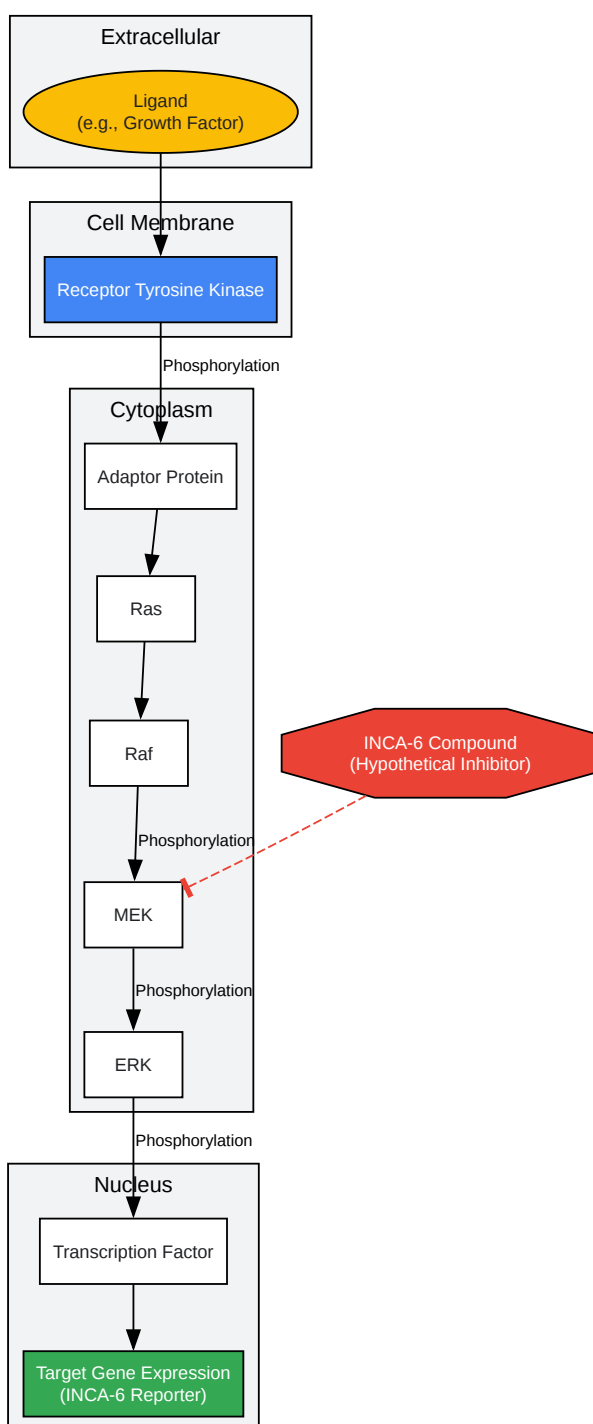 Extracellular
Ligand
(e.g., Growth Factor)
Cell Membrane
Receptor Tyrosine Kinase
Phosphorylation
Cytoplasm
Adaptor Protein
Ras
Raf
INCA-6 Compound
(Hypothetical Inhibitor)
Phosphorylation
MEK
Phosphorylation
ERK
Phosphorylation
Nucleus
Transcription Factor
Target Gene Expression
(INCA-6 Reporter)